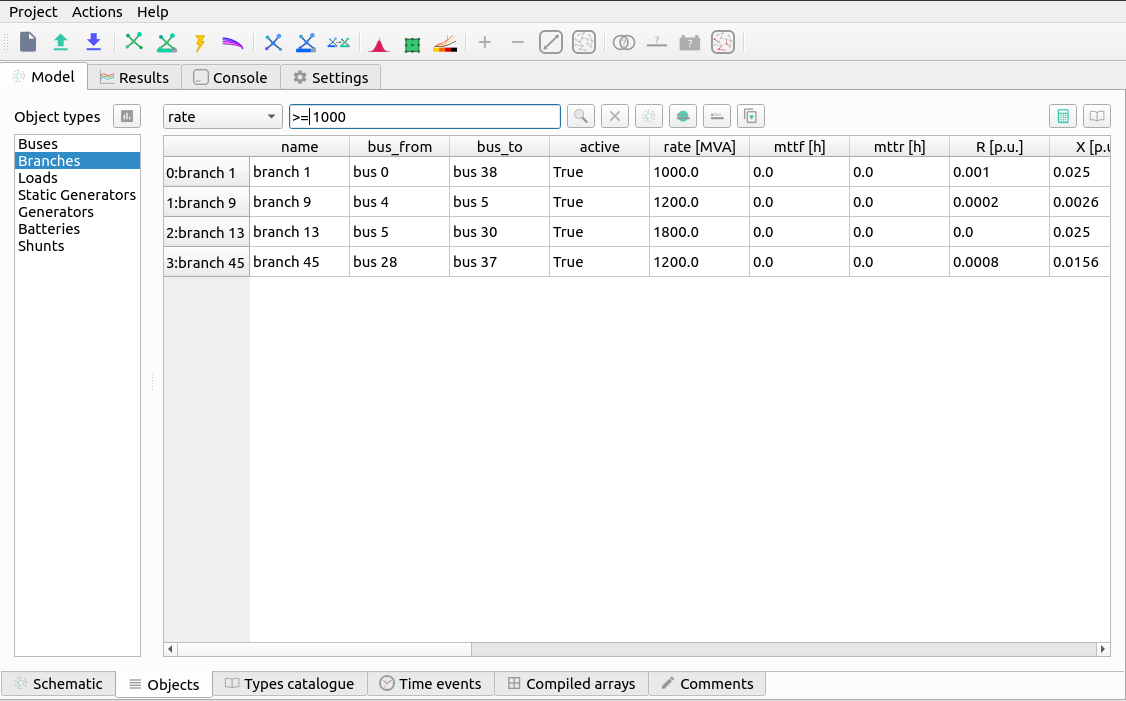 Project Actions Help
Model Results Console Settings
Object types rate >=1000
Buses
Branches
Loads
Static Generators
Generators
Batteries
Shunts
name bus_from bus_to active rate [MVA] mttf [h] mttr [h] R [p.u.] X [p.u
0:branch 1 branch 1 bus 0 bus 38 True 1000.0 0.0 0.0 0.001 0.025
1:branch 9 branch 9 bus 4 bus 5 True 1200.0 0.0 0.0 0.0002 0.0026
2:branch 13 branch 13 bus 5 bus 30 True 1800.0 0.0 0.0 0.0 0.025
3:branch 45 branch 45 bus 28 bus 37 True 1200.0 0.0 0.0 0.0008 0.0156
Schematic Objects Types catalogue Time events Compiled arrays Comments